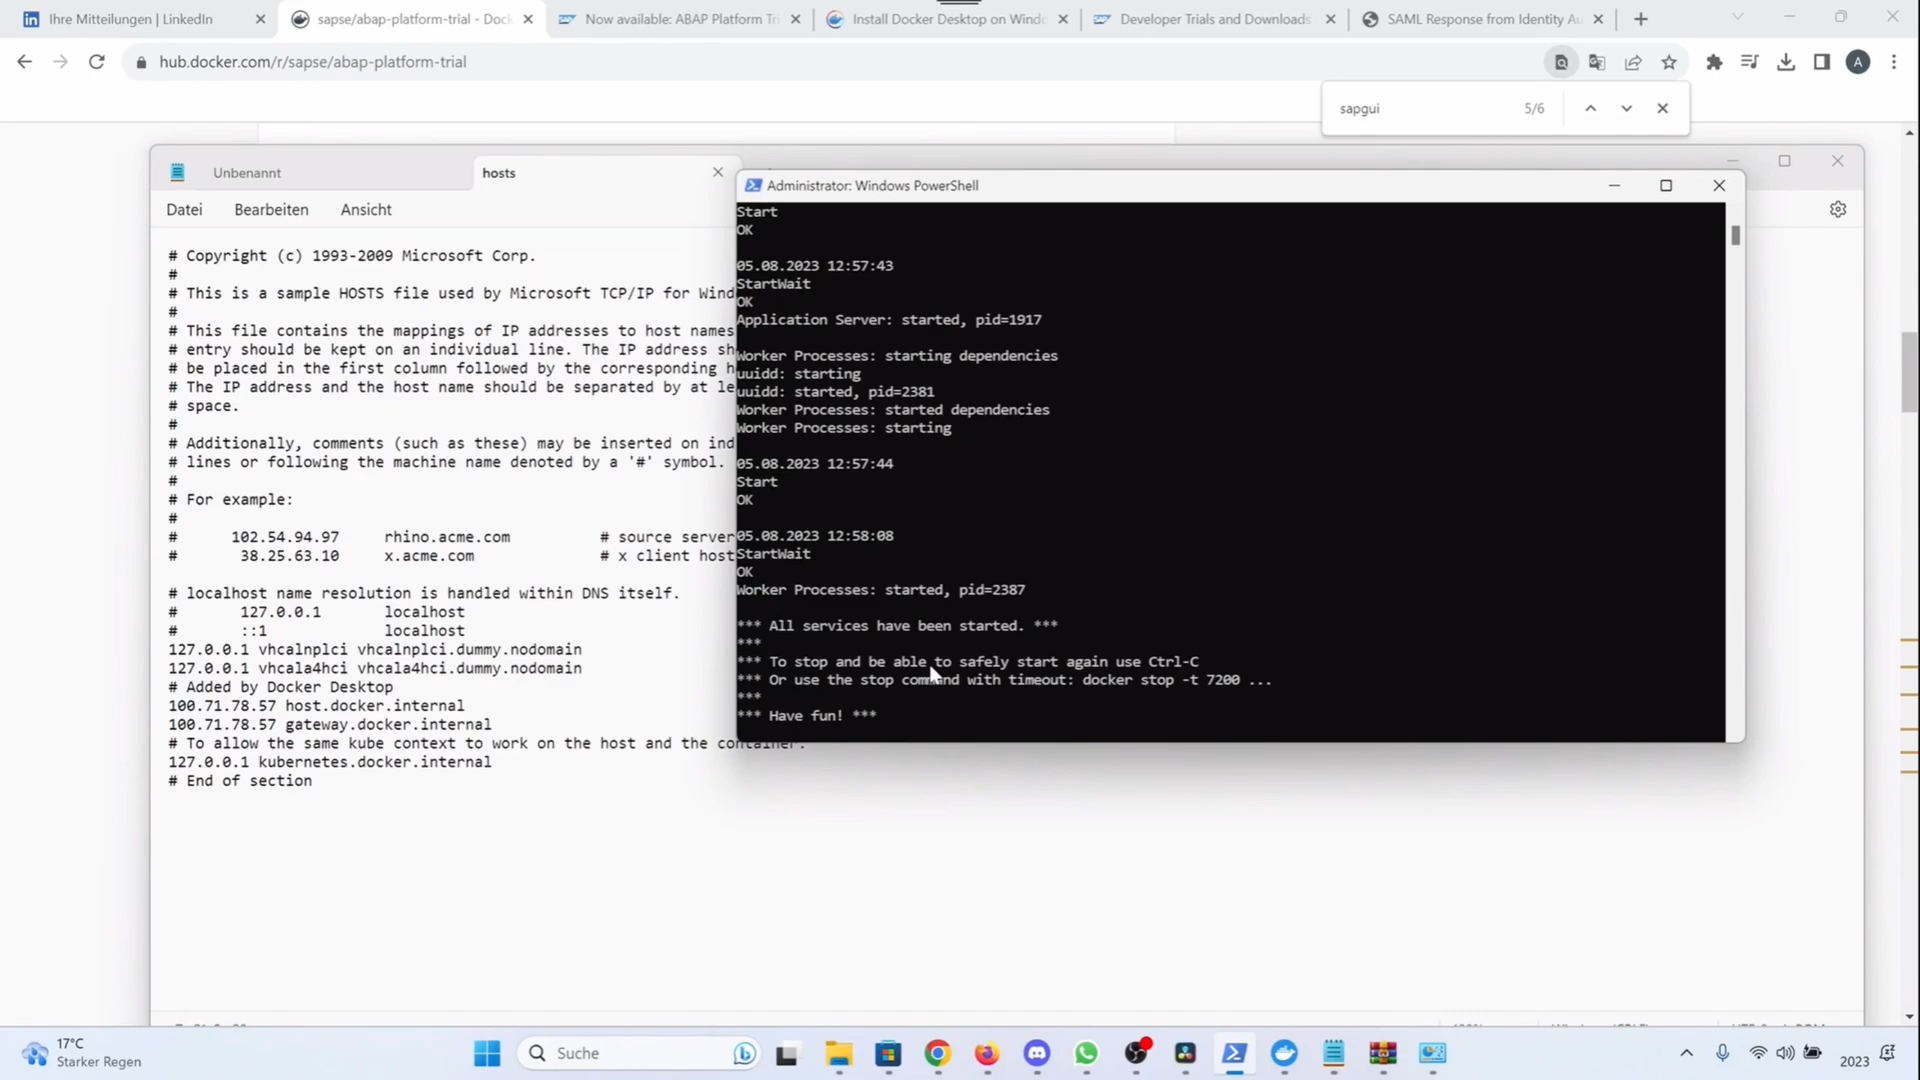 Ihre Mitteilungen | LinkedIn
sapse/abap-platform-trial - Dock
Now available: ABAP Platform Tri
Install Docker Desktop on Windo
Developer Trials and Downloads
SAML Response from Identity Au
hub.docker.com/r/sapse/abap-platform-trial
A
sapgui
5/6
Unbenannt
hosts
Datei
Bearbeiten
Ansicht
# Copyright (c) 1993-2009 Microsoft Corp.
#
# This is a sample HOSTS file used by Microsoft TCP/IP for Wind
#
# This file contains the mappings of IP addresses to host names
# entry should be kept on an individual line. The IP address sh
# be placed in the first column followed by the corresponding h
# The IP address and the host name should be separated by at le
# space.
#
# Additionally, comments (such as these) may be inserted on ind
# lines or following the machine name denoted by a '#' symbol.
#
# For example:
#
# 102.54.94.97 rhino.acme.com # source server
# 38.25.63.10 x.acme.com # x client host
# localhost name resolution is handled within DNS itself.
# 127.0.0.1 localhost
# ::1 localhost
127.0.0.1 vhcalnplci vhcalnplci.dummy.nodomain
127.0.0.1 vhcala4hci vhcala4hci.dummy.nodomain
# Added by Docker Desktop
100.71.78.57 host.docker.internal
100.71.78.57 gateway.docker.internal
# To allow the same kube context to work on the host and the container.
127.0.0.1 kubernetes.docker.internal
# End of section
Administrator: Windows PowerShell
Start
OK
05.08.2023 12:57:43
StartWait
OK
Application Server: started, pid=1917
Worker Processes: starting dependencies
uuidd: starting
uuidd: started, pid=2381
Worker Processes: started dependencies
Worker Processes: starting
05.08.2023 12:57:44
Start
OK
05.08.2023 12:58:08
StartWait
OK
Worker Processes: started, pid=2387
*** All services have been started. ***
***
*** To stop and be able to safely start again use Ctrl-C
*** Or use the stop command with timeout: docker stop -t 7200 ...
***
*** Have fun! ***
17°C
Starker Regen
Suche
2023